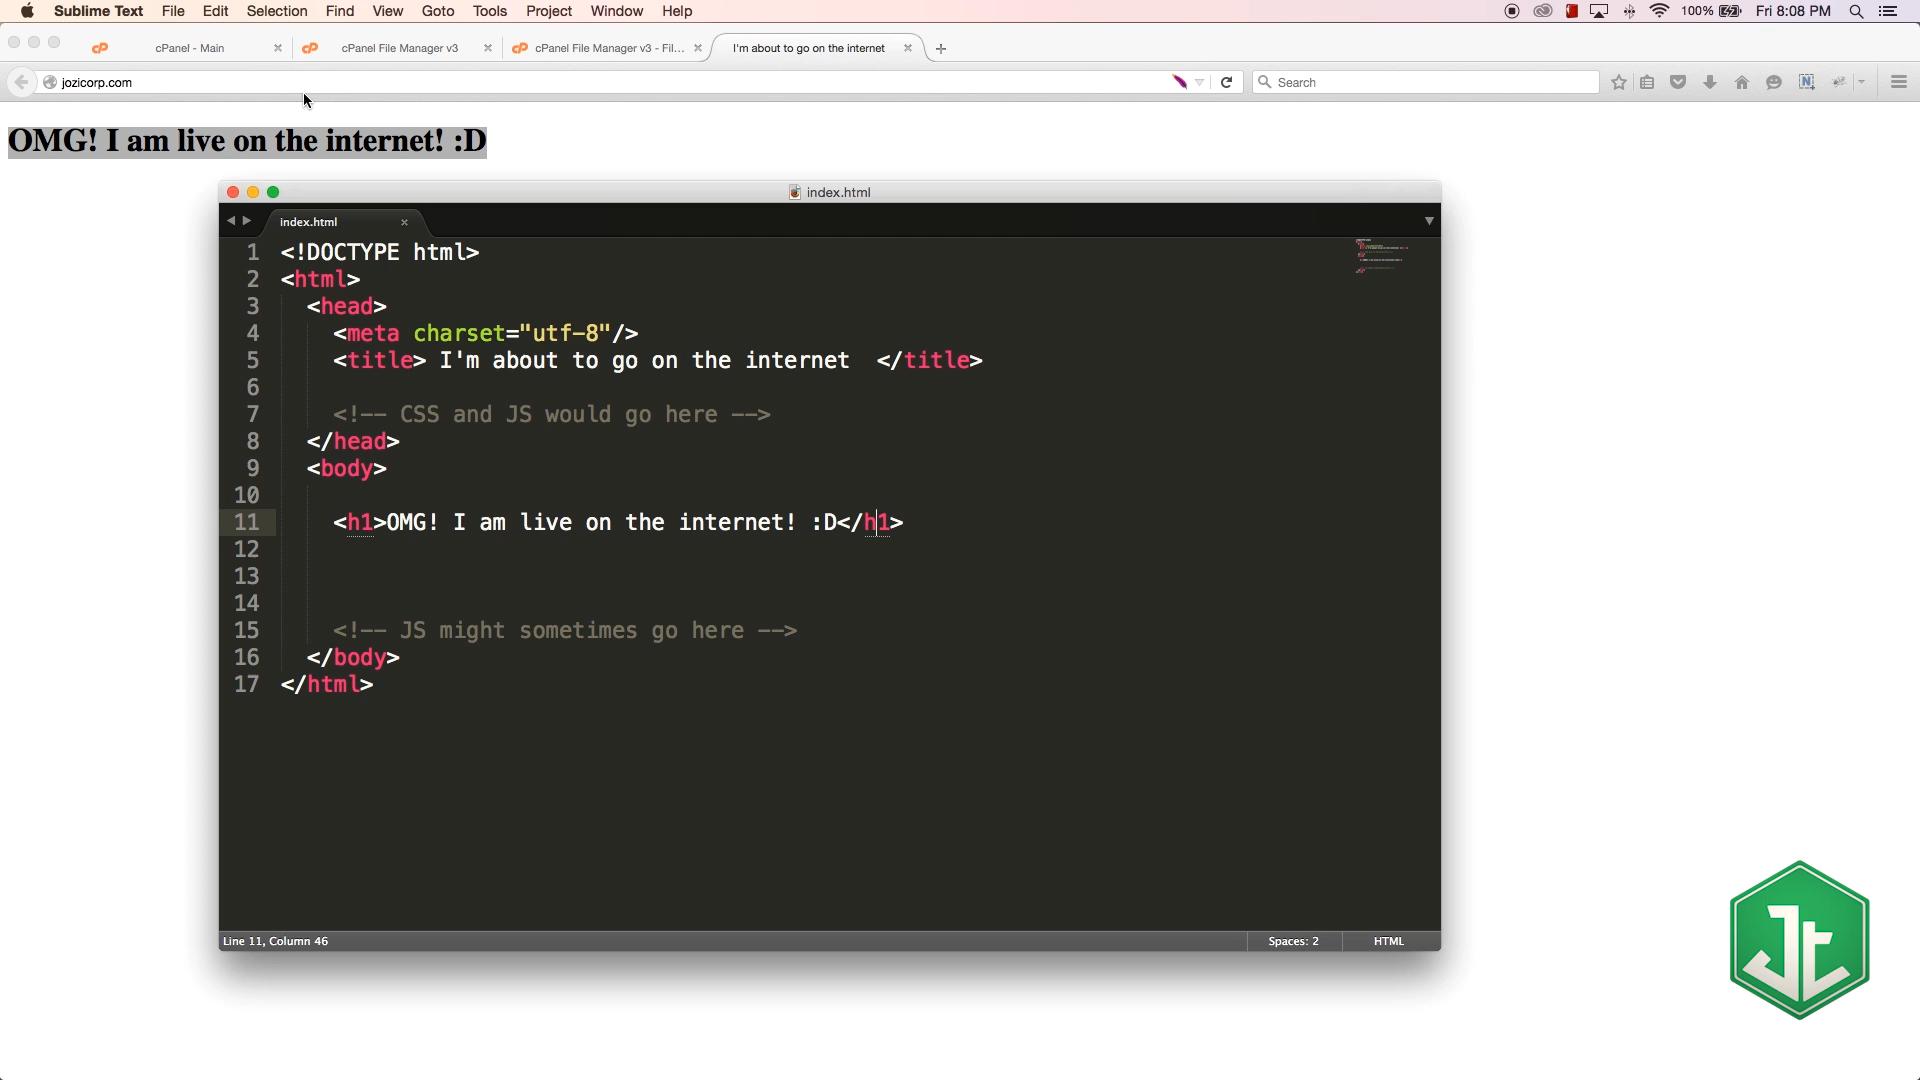 Sublime Text File Edit Selection Find View Goto Tools Project Window Help 100% Fri 8:08 PM
cPanel - Main cPanel File Manager v3 cPanel File Manager v3 - Fil... I'm about to go on the internet
jozicorp.com Search
OMG! I am live on the internet! :D
index.html
index.html
1 <!DOCTYPE html>
2 <html>
3 <head>
4 <meta charset="utf-8"/>
5 <title> I'm about to go on the internet  </title>
6
7 <!-- CSS and JS would go here -->
8 </head>
9 <body>
10
11 <h1>OMG! I am live on the internet! :D</h1>
12
13
14
15 <!-- JS might sometimes go here -->
16 </body>
17 </html>
Line 11, Column 46 Spaces: 2 HTML